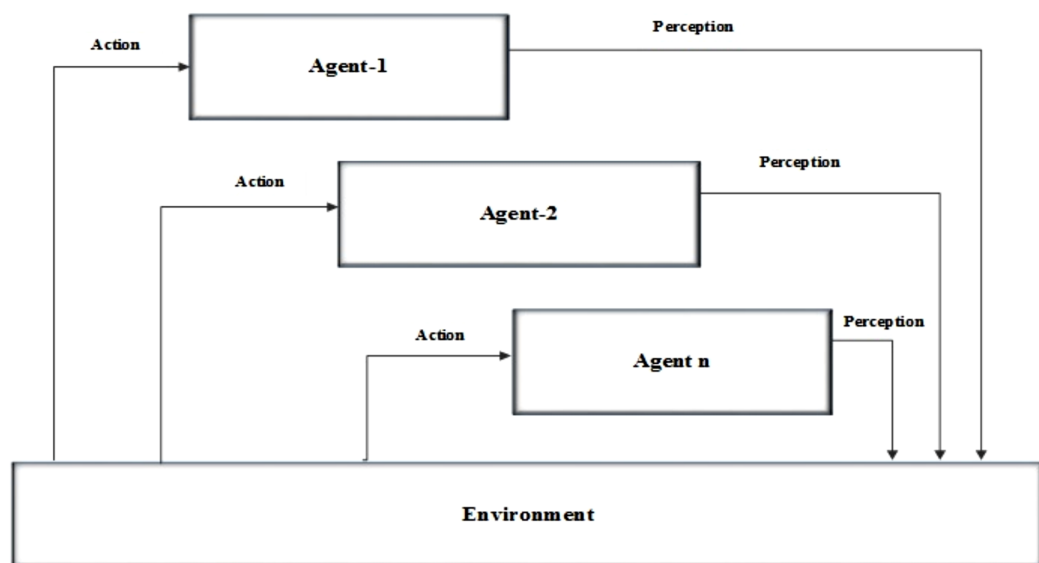 Perception
Action
Agent-1
Perception
Action
Agent-2
Perception
Action
Agent n
Environment